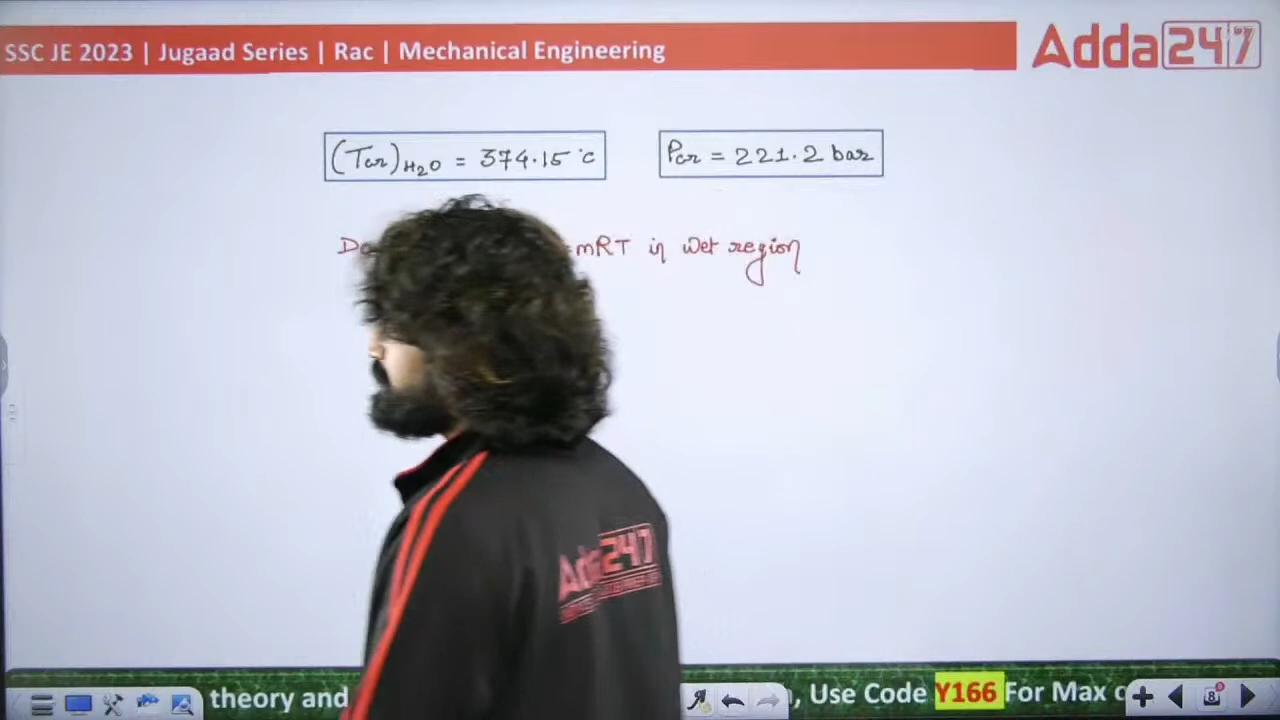 SSC JE 2023 | Jugaad Series | Rac | Mechanical Engineering
Adda247
(Tcr)H2O = 374.15 °C
Pcr = 221.2 bar
=mRT in Wet region
Adda247
theory and
, Use Code Y166 For Max
8